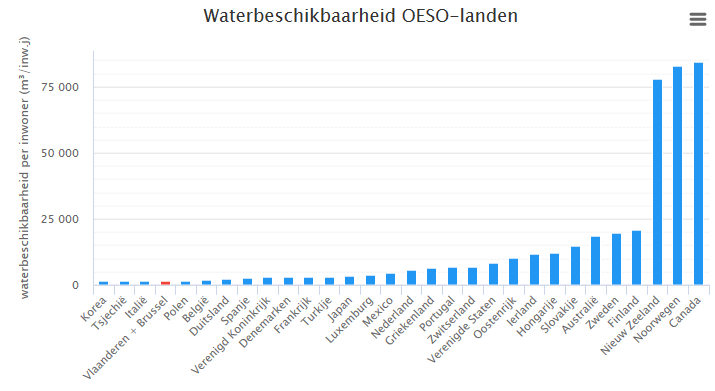 Waterbeschikbaarheid OESO-landen
waterbeschikbaarheid per inwoner (m³/inw.j)
75 000
50 000
25 000
0
Korea
Tsjechië
Italië
Vlaanderen + Brussel
Polen
België
Duitsland
Spanje
Verenigd Koninkrijk
Denemarken
Frankrijk
Turkije
Japan
Luxemburg
Mexico
Nederland
Griekenland
Portugal
Zwitserland
Verenigde Staten
Oostenrijk
Ierland
Hongarije
Slovakije
Australië
Zweden
Finland
Nieuw Zeeland
Noorwegen
Canada